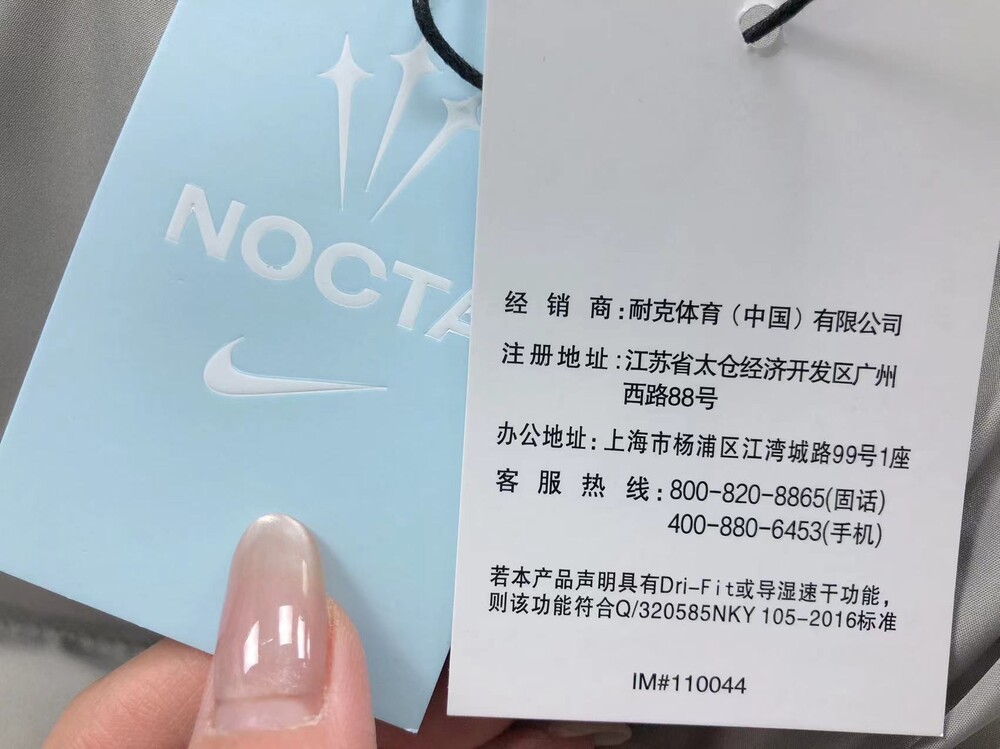 NOCTA
经销商:耐克体育（中国）有限公司
注册地址:江苏省太仓经济开发区广州
西路88号
办公地址:上海市杨浦区江湾城路99号1座
客服热线:800-820-8865(固话)
400-880-6453(手机)
若本产品声明具有Dri-Fit或导湿速干功能,
则该功能符合Q/320585NKY 105-2016标准
IM#110044